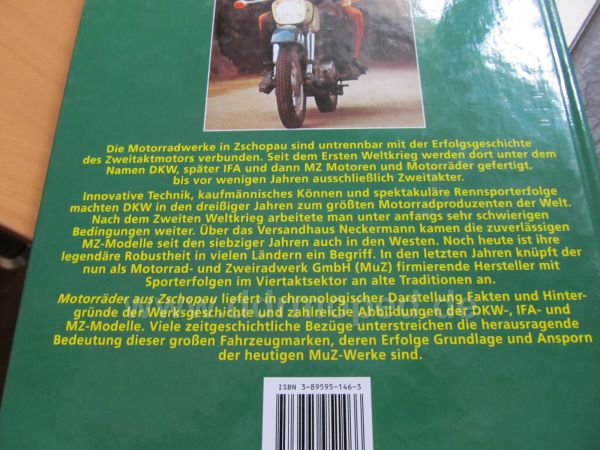 Die Motorradwerke in Zschopau sind untrennbar mit der Erfolgsgeschichte
des Zweitaktmotors verbunden. Seit dem Ersten Weltkrieg werden dort unter dem
Namen DKW, später IFA und dann MZ Motoren und Motorräder gefertigt,
bis vor wenigen Jahren ausschließlich Zweitakter.
Innovative Technik, kaufmännisches Können und spektakuläre Rennsporterfolge
machten DKW in den dreißiger Jahren zum größten Motorradproduzenten der Welt.
Nach dem Zweiten Weltkrieg arbeitete man unter anfangs sehr schwierigen
Bedingungen weiter. Über das Versandhaus Neckermann kamen die zuverlässigen
MZ-Modelle seit den siebziger Jahren auch in den Westen. Noch heute ist ihre
legendäre Robustheit in vielen Ländern ein Begriff. In den letzten Jahren knüpft der
nun als Motorrad- und Zweiradwerk GmbH (MuZ) firmierende Hersteller mit
Sporterfolgen im Viertaktsektor an alte Traditionen an.
Motorräder aus Zschopau liefert in chronologischer Darstellung Fakten und Hinter-
gründe der Werksgeschichte und zahlreiche Abbildungen der DKW-, IFA- und
MZ-Modelle. Viele zeitgeschichtliche Bezüge unterstreichen die herausragende
Bedeutung dieser großen Fahrzeugmarken, deren Erfolge Grundlage und Ansporn
der heutigen MuZ-Werke sind.
ISBN 3-89595-146-3